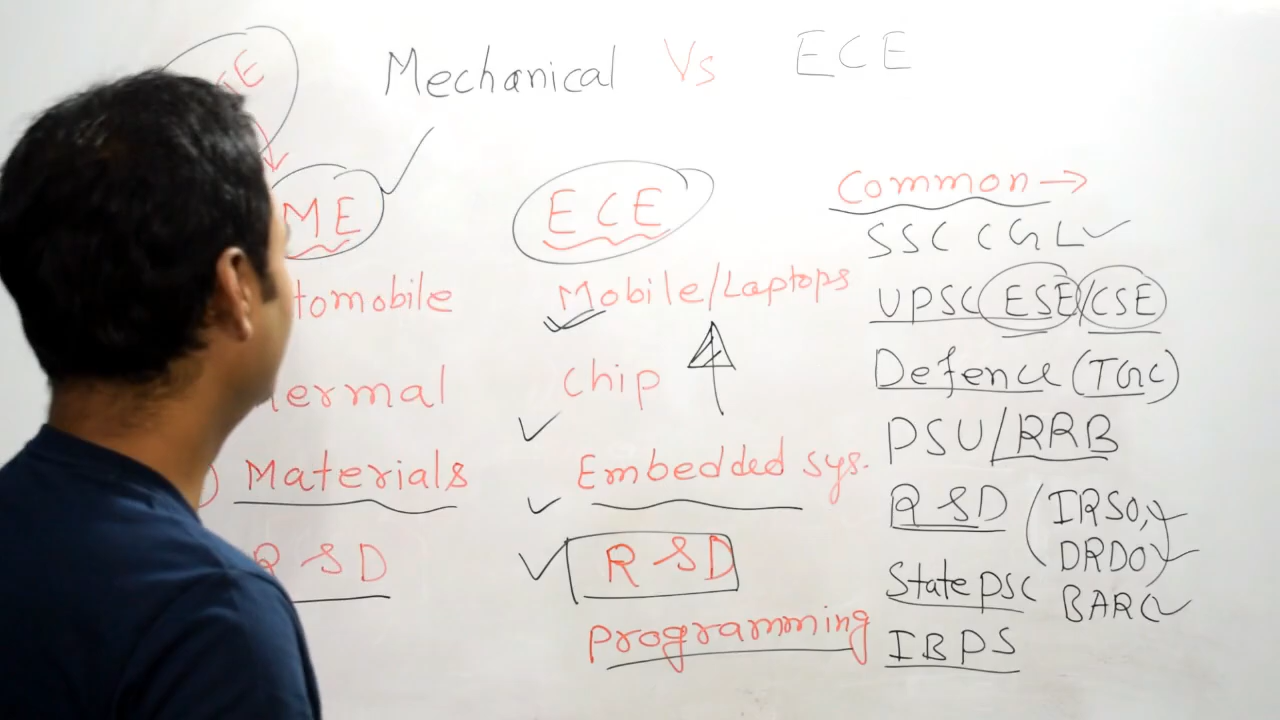 Mechanical Vs ECE
ME
ECE
Common →
tomobile
Mobile/Laptops
SSC CGL
UPSC ESE/CSE
ermal
Chip
Defence (TGC)
PSU/RRB
Materials
Embedded sys.
R & D
R & D
R & D (IRSO,
DRDO)
BARC
State PSC
Programming
IBPS